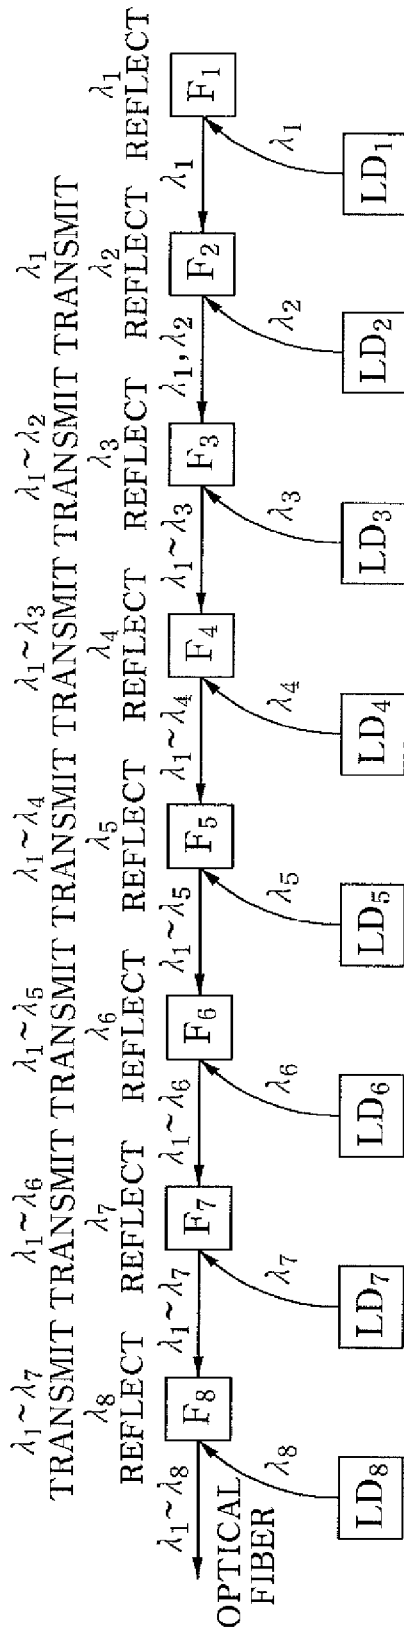 λ₁~λ₇ λ₁~λ₆ λ₁~λ₅ λ₁~λ₄ λ₁~λ₃ λ₁~λ₂ λ₁
TRANSMIT TRANSMIT TRANSMIT TRANSMIT TRANSMIT TRANSMIT TRANSMIT
λ₈ λ₇ λ₆ λ₅ λ₄ λ₃ λ₂ λ₁
REFLECT REFLECT REFLECT REFLECT REFLECT REFLECT REFLECT REFLECT
λ₁~λ₈ λ₁~λ₇ λ₁~λ₆ λ₁~λ₅ λ₁~λ₄ λ₁~λ₃ λ₁,λ₂ λ₁
F₈ F₇ F₆ F₅ F₄ F₃ F₂ F₁
OPTICAL
FIBER
λ₈ λ₇ λ₆ λ₅ λ₄ λ₃ λ₂ λ₁
LD₈ LD₇ LD₆ LD₅ LD₄ LD₃ LD₂ LD₁